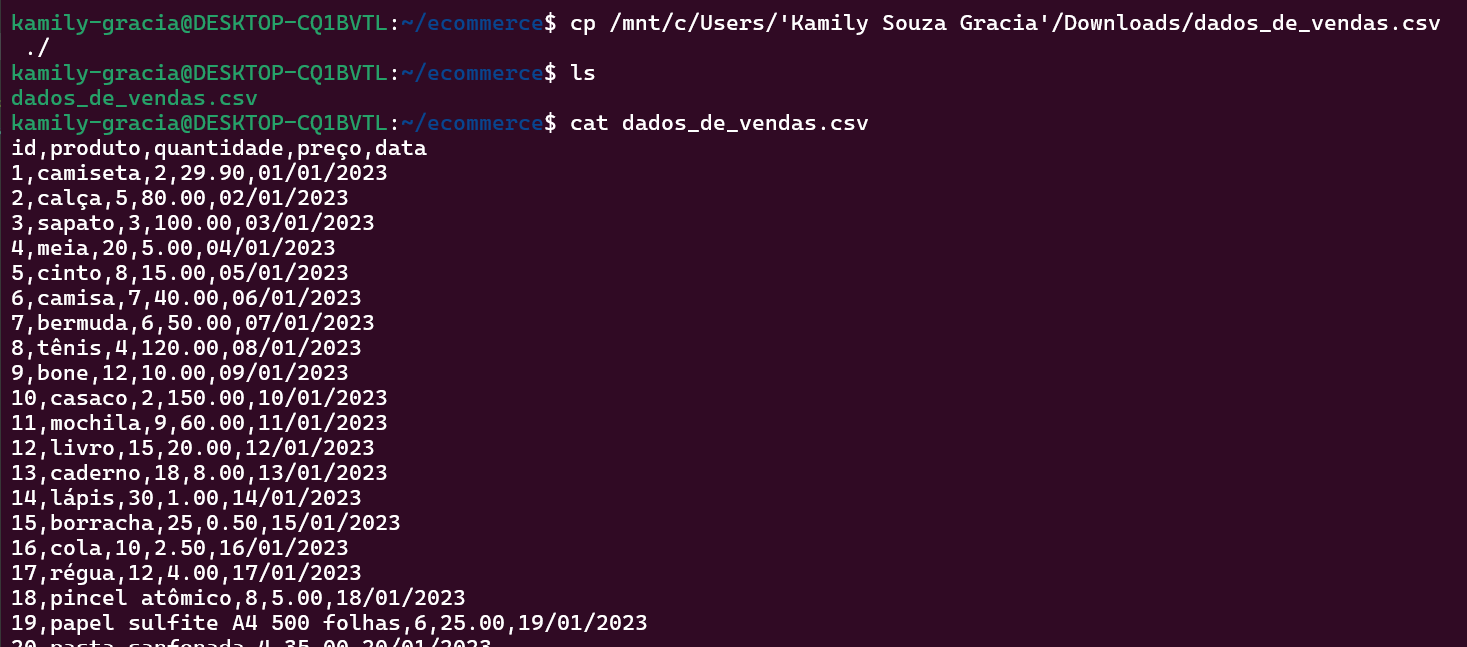 kamily-gracia@DESKTOP-CQ1BVTL:~/ecommerce$ cp /mnt/c/Users/'Kamily Souza Gracia'/Downloads/dados_de_vendas.csv
./
kamily-gracia@DESKTOP-CQ1BVTL:~/ecommerce$ ls
dados_de_vendas.csv
kamily-gracia@DESKTOP-CQ1BVTL:~/ecommerce$ cat dados_de_vendas.csv
id,produto,quantidade,preço,data
1,camiseta,2,29.90,01/01/2023
2,calça,5,80.00,02/01/2023
3,sapato,3,100.00,03/01/2023
4,meia,20,5.00,04/01/2023
5,cinto,8,15.00,05/01/2023
6,camisa,7,40.00,06/01/2023
7,bermuda,6,50.00,07/01/2023
8,tênis,4,120.00,08/01/2023
9,bone,12,10.00,09/01/2023
10,casaco,2,150.00,10/01/2023
11,mochila,9,60.00,11/01/2023
12,livro,15,20.00,12/01/2023
13,caderno,18,8.00,13/01/2023
14,lápis,30,1.00,14/01/2023
15,borracha,25,0.50,15/01/2023
16,cola,10,2.50,16/01/2023
17,régua,12,4.00,17/01/2023
18,pincel atômico,8,5.00,18/01/2023
19,papel sulfite A4 500 folhas,6,25.00,19/01/2023
20,pasta sanfonada,4,35.00,20/01/2023